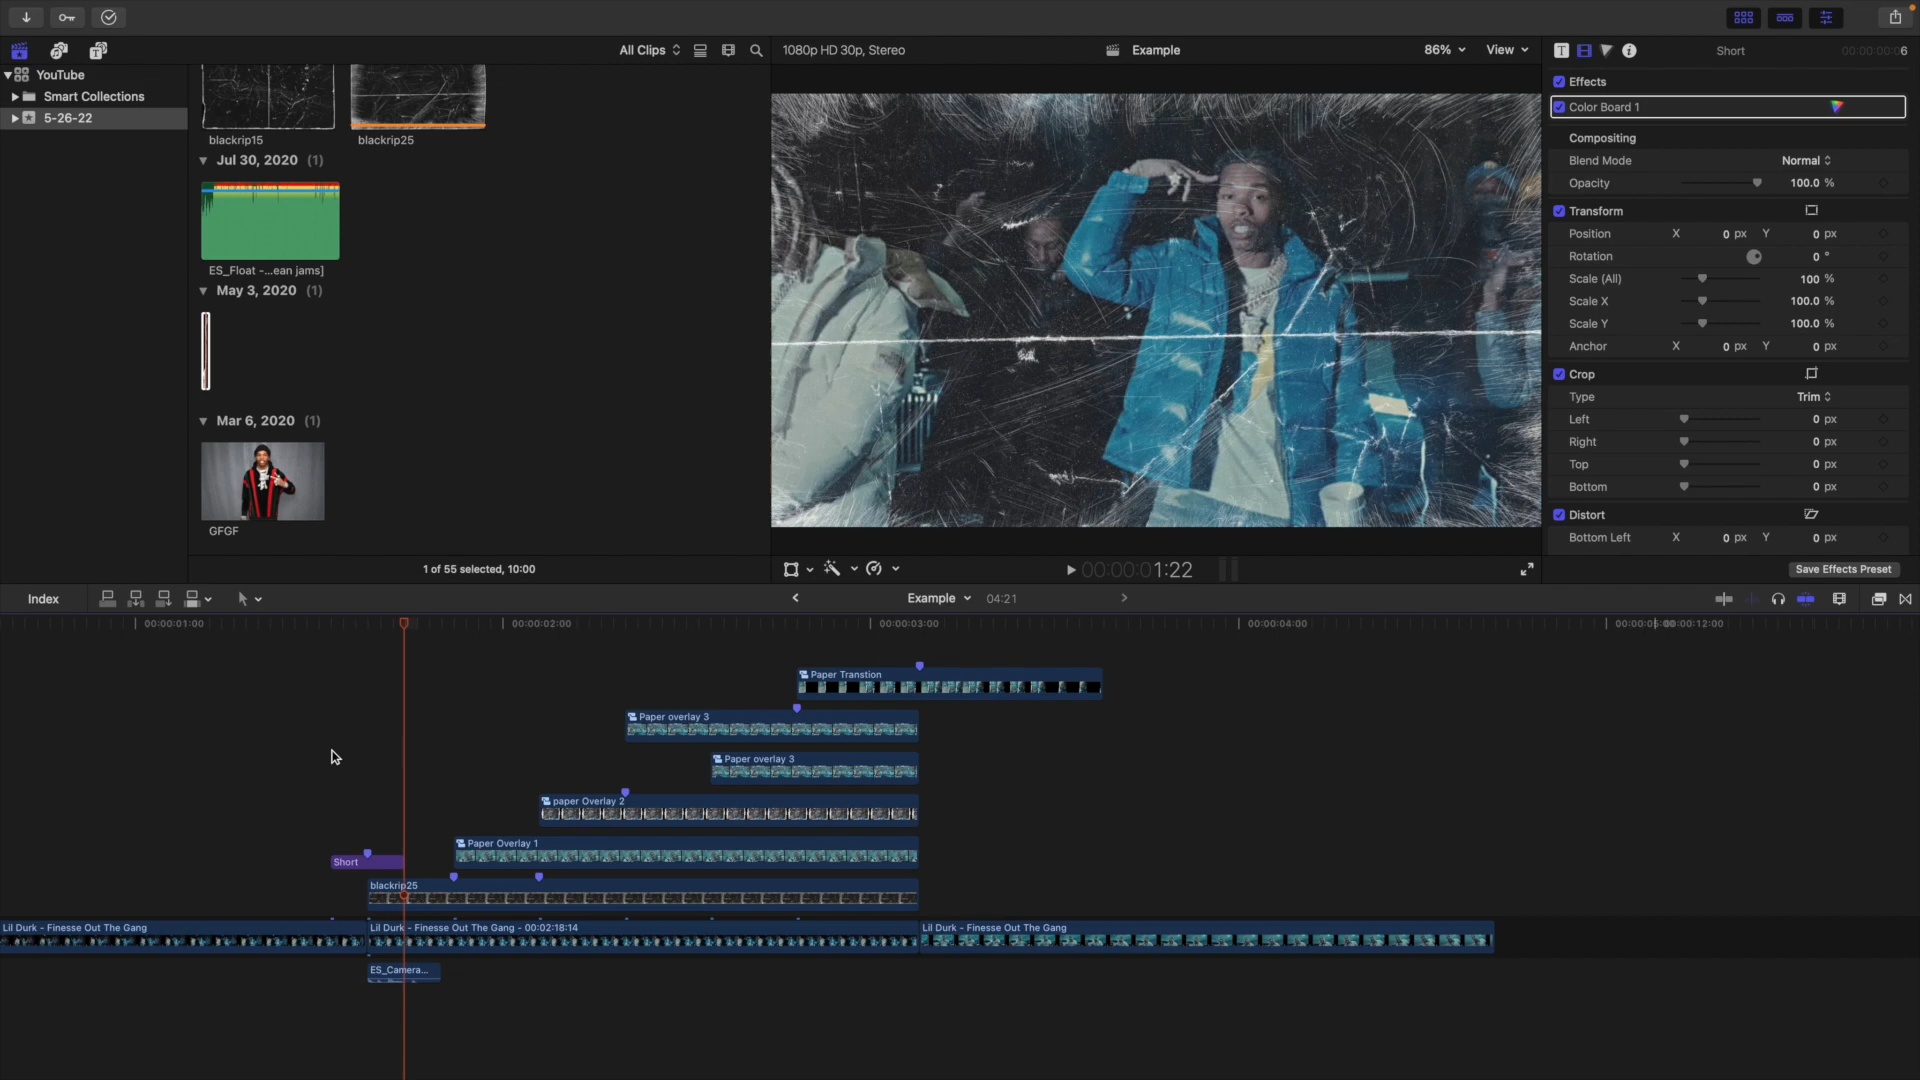 All Clips
1080p HD 30p, Stereo
Example
86%
View
Short
00:00:00:06
YouTube
Smart Collections
5-26-22
blackrip15
blackrip25
Jul 30, 2020 (1)
ES_Float -...ean jams]
May 3, 2020 (1)
Mar 6, 2020 (1)
GFGF
1 of 55 selected, 10:00
00:00:01:22
Effects
Color Board 1
Compositing
Blend Mode Normal
Opacity 100.0 %
Transform
Position X 0 px Y 0 px
Rotation 0 °
Scale (All) 100 %
Scale X 100.0 %
Scale Y 100.0 %
Anchor X 0 px Y 0 px
Crop
Type Trim
Left 0 px
Right 0 px
Top 0 px
Bottom 0 px
Distort
Bottom Left X 0 px Y 0 px
Save Effects Preset
Index
Example 04:21
00:00:01:00 00:00:02:00 00:00:03:00 00:00:04:00
Paper Transtion
Paper overlay 3
Paper overlay 3
paper Overlay 2
Paper Overlay 1
Short
blackrip25
Lil Durk - Finesse Out The Gang
Lil Durk - Finesse Out The Gang - 00:02:18:14
Lil Durk - Finesse Out The Gang
ES_Camera...